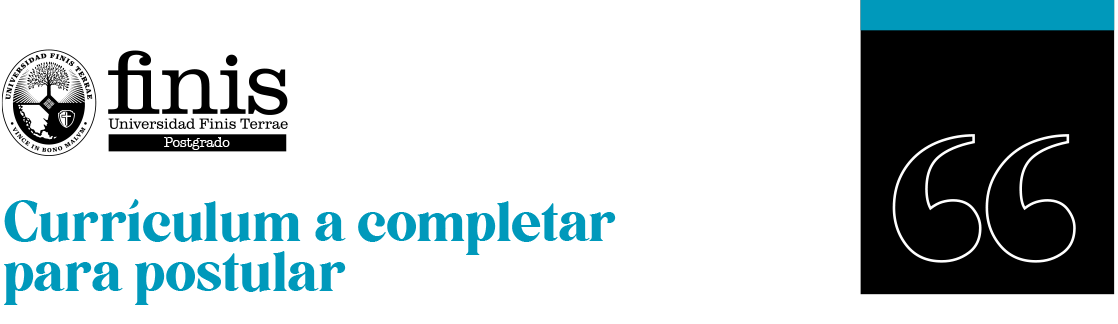 UNIVERSIDAD FINIS TERRAE
VINCE IN BONO MALVM
finis
Universidad Finis Terrae
Postgrado
Currículum a completar
para postular